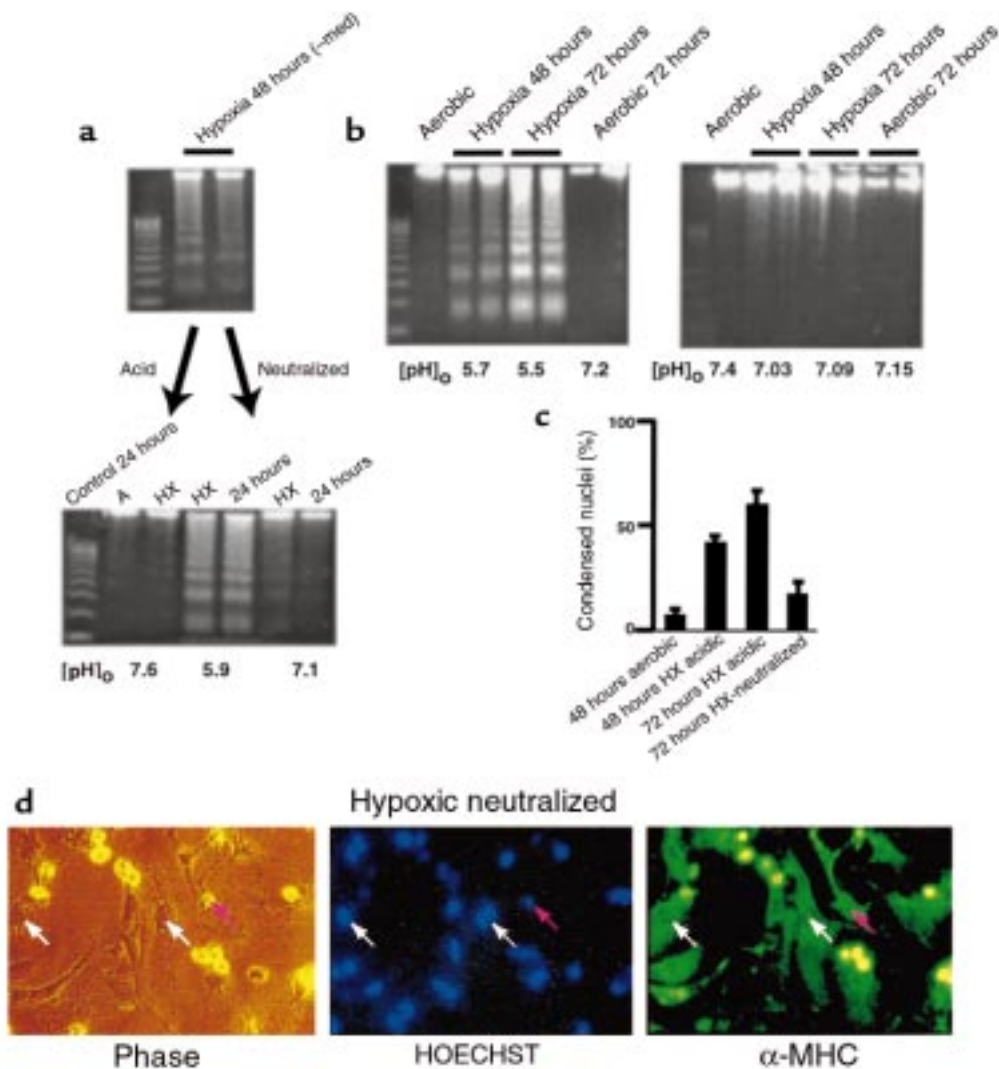 a
Hypoxia 48 hours (–med)
Acid
Neutralized
Control 24 hours
A
HX
HX
24 hours
HX
24 hours
[pH]o 7.6 5.9 7.1
b
Aerobic
Hypoxia 48 hours
Hypoxia 72 hours
Aerobic 72 hours
[pH]o 5.7 5.5 7.2
Aerobic
Hypoxia 48 hours
Hypoxia 72 hours
Aerobic 72 hours
[pH]o 7.4 7.03 7.09 7.15
c
Condensed nuclei (%)
100
50
0
48 hours aerobic
48 hours HX acidic
72 hours HX acidic
72 hours HX-neutralized
d
Hypoxic neutralized
Phase
HOECHST
α-MHC